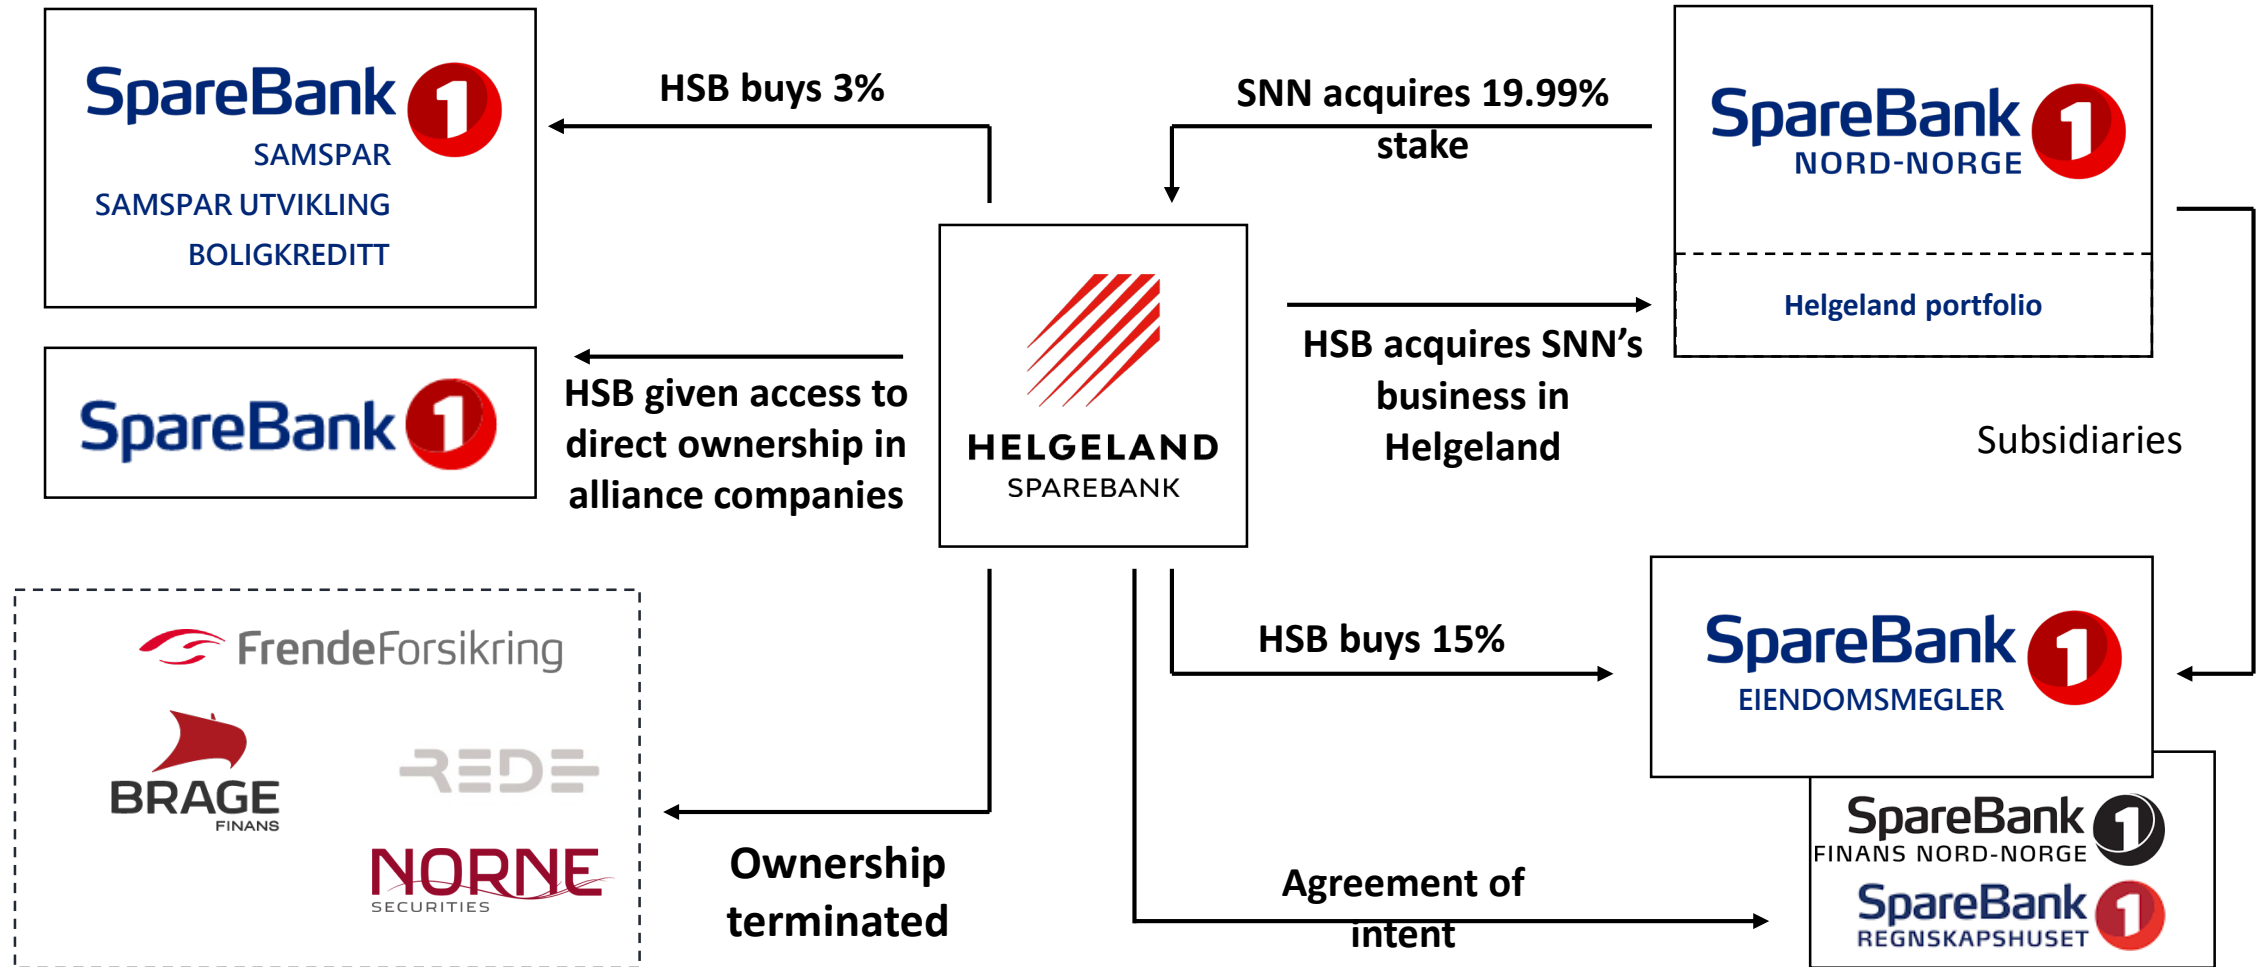 SpareBank 1
SAMSPAR
SAMSPAR UTVIKLING
BOLIGKREDITT
HSB buys 3%
SNN acquires 19.99%
stake
SpareBank 1
NORD-NORGE
Helgeland portfolio
SpareBank 1
HSB given access to
direct ownership in
alliance companies
HELGELAND
SPAREBANK
HSB acquires SNN’s
business in
Helgeland
Subsidiaries
FrendeForsikring
BRAGE
FINANS
REDE
NORNE
SECURITIES
Ownership
terminated
HSB buys 15%
SpareBank 1
EIENDOMSMEGLER
Agreement of
intent
SpareBank 1
FINANS NORD-NORGE
SpareBank 1
REGNSKAPSHUSET